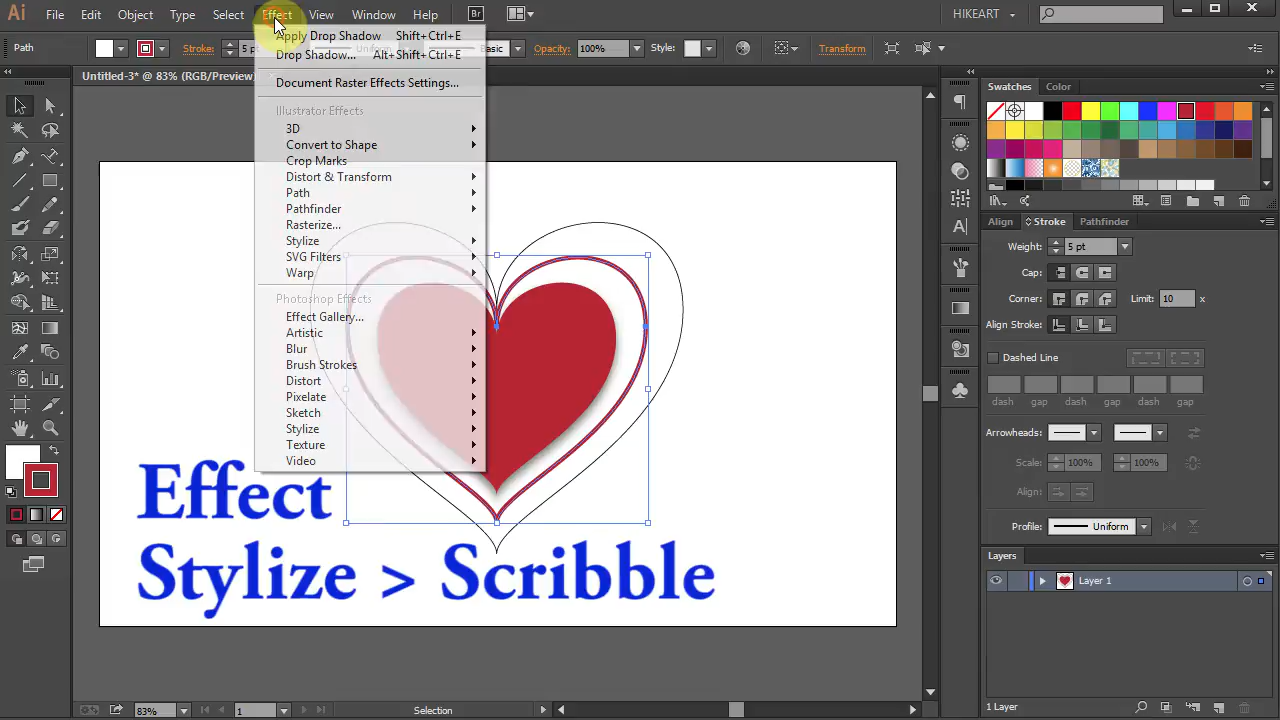 Ai File Edit Object Type Select Effect View Window Help Br HIKEART
Path Stroke: 5 pt Uniform Basic Opacity: 100% Style: Transform
Untitled-3* @ 83% (RGB/Preview)
Apply Drop Shadow Shift+Ctrl+E
Drop Shadow... Alt+Shift+Ctrl+E
Document Raster Effects Settings...
Illustrator Effects
3D
Convert to Shape
Crop Marks
Distort & Transform
Path
Pathfinder
Rasterize...
Stylize
SVG Filters
Warp
Photoshop Effects
Effect Gallery...
Artistic
Blur
Brush Strokes
Distort
Pixelate
Sketch
Stylize
Texture
Video
Effect
Stylize > Scribble
Swatches Color
Align Stroke Pathfinder
Weight: 5 pt
Cap:
Corner: Limit: 10 x
Align Stroke:
Dashed Line
dash gap dash gap dash gap
Arrowheads:
Scale: 100% 100%
Align:
Profile: Uniform
Layers
Layer 1
1 Layer
83% 1 Selection